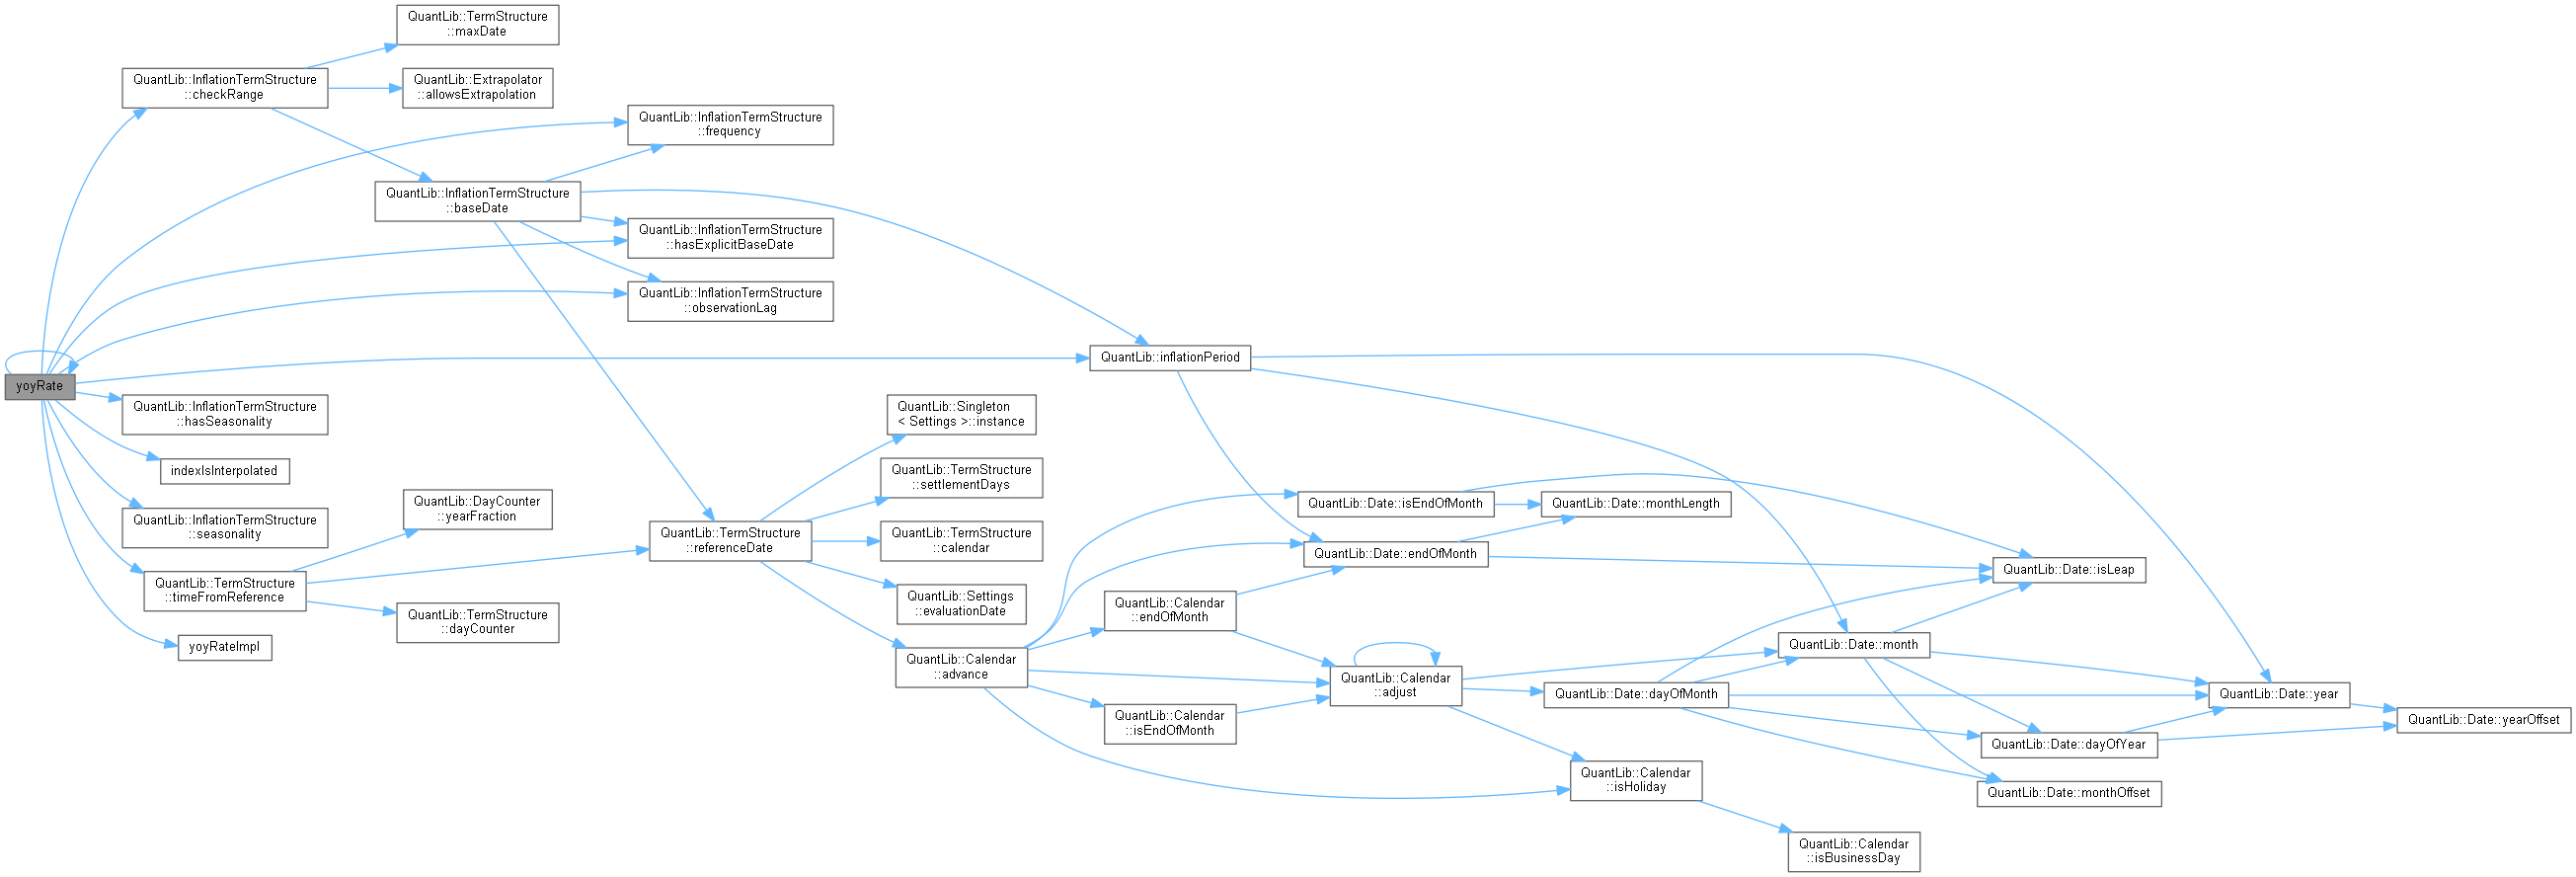 QuantLib::TermStructure
::maxDate
QuantLib::InflationTermStructure
::checkRange
QuantLib::Extrapolator
::allowsExtrapolation
QuantLib::InflationTermStructure
::frequency
QuantLib::InflationTermStructure
::baseDate
QuantLib::InflationTermStructure
::hasExplicitBaseDate
QuantLib::InflationTermStructure
::observationLag
QuantLib::inflationPeriod
yoyRate
QuantLib::InflationTermStructure
::hasSeasonality
QuantLib::Singleton
< Settings >::instance
indexIsInterpolated
QuantLib::TermStructure
::settlementDays
QuantLib::DayCounter
::yearFraction
QuantLib::Date::isEndOfMonth
QuantLib::Date::monthLength
QuantLib::InflationTermStructure
::seasonality
QuantLib::TermStructure
::referenceDate
QuantLib::TermStructure
::calendar
QuantLib::Date::endOfMonth
QuantLib::Date::isLeap
QuantLib::TermStructure
::timeFromReference
QuantLib::Settings
::evaluationDate
QuantLib::Calendar
::endOfMonth
QuantLib::TermStructure
::dayCounter
yoyRateImpl
QuantLib::Date::month
QuantLib::Calendar
::advance
QuantLib::Calendar
::adjust
QuantLib::Date::dayOfMonth
QuantLib::Date::year
QuantLib::Calendar
::isEndOfMonth
QuantLib::Date::yearOffset
QuantLib::Date::dayOfYear
QuantLib::Calendar
::isHoliday
QuantLib::Date::monthOffset
QuantLib::Calendar
::isBusinessDay